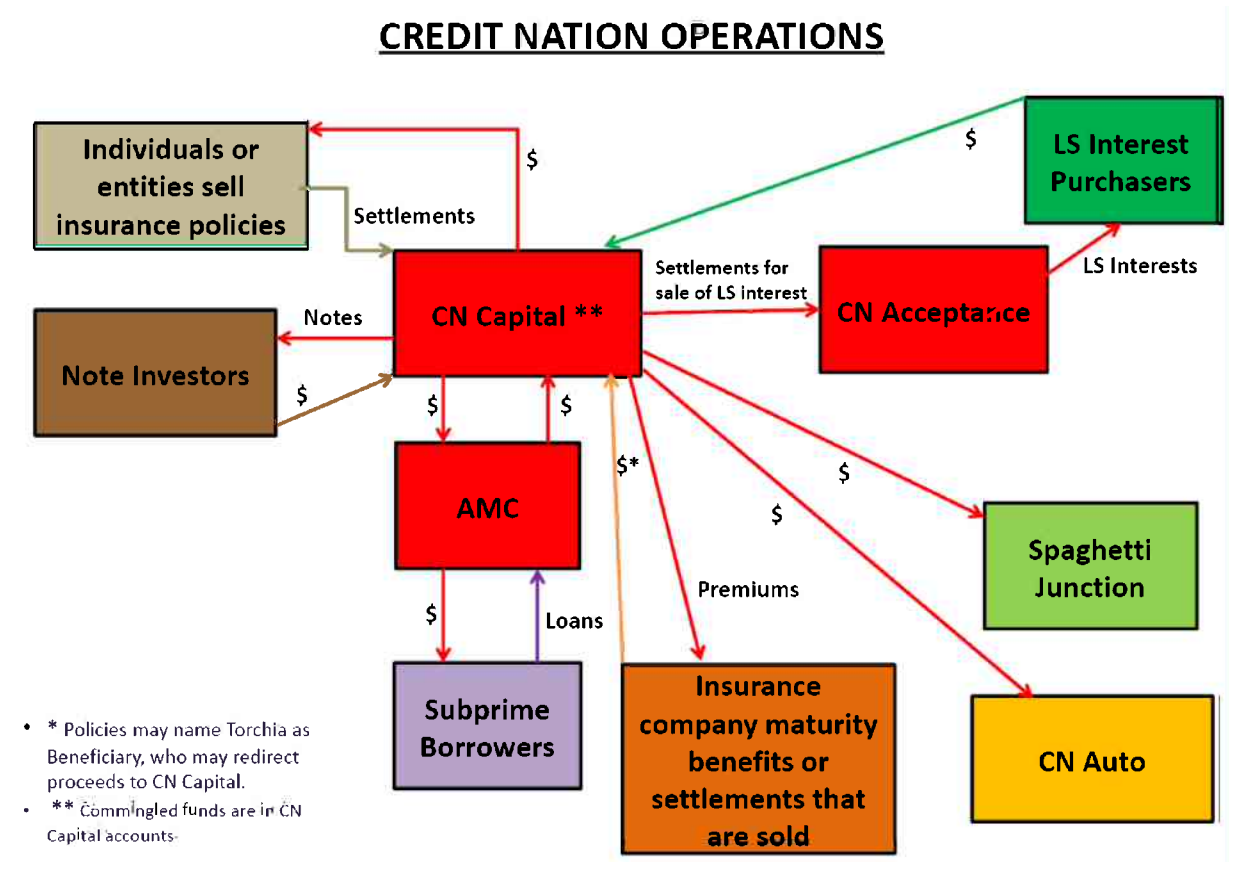 CREDIT NATION OPERATIONS
Individuals or
entities sell
insurance policies
$
Settlements
$
LS Interest
Purchasers
Settlements for
sale of LS interest
LS Interests
CN Capital **
CN Acceptance
Notes
Note Investors
$
$
$
AMC
$*
$
$
Spaghetti
Junction
Premiums
$
Loans
Subprime
Borrowers
Insurance
company maturity
benefits or
settlements that
are sold
CN Auto
• * Policies may name Torchia as
Beneficiary, who may redirect
proceeds to CN Capital.
• ** Commingled funds are in CN
Capital accounts